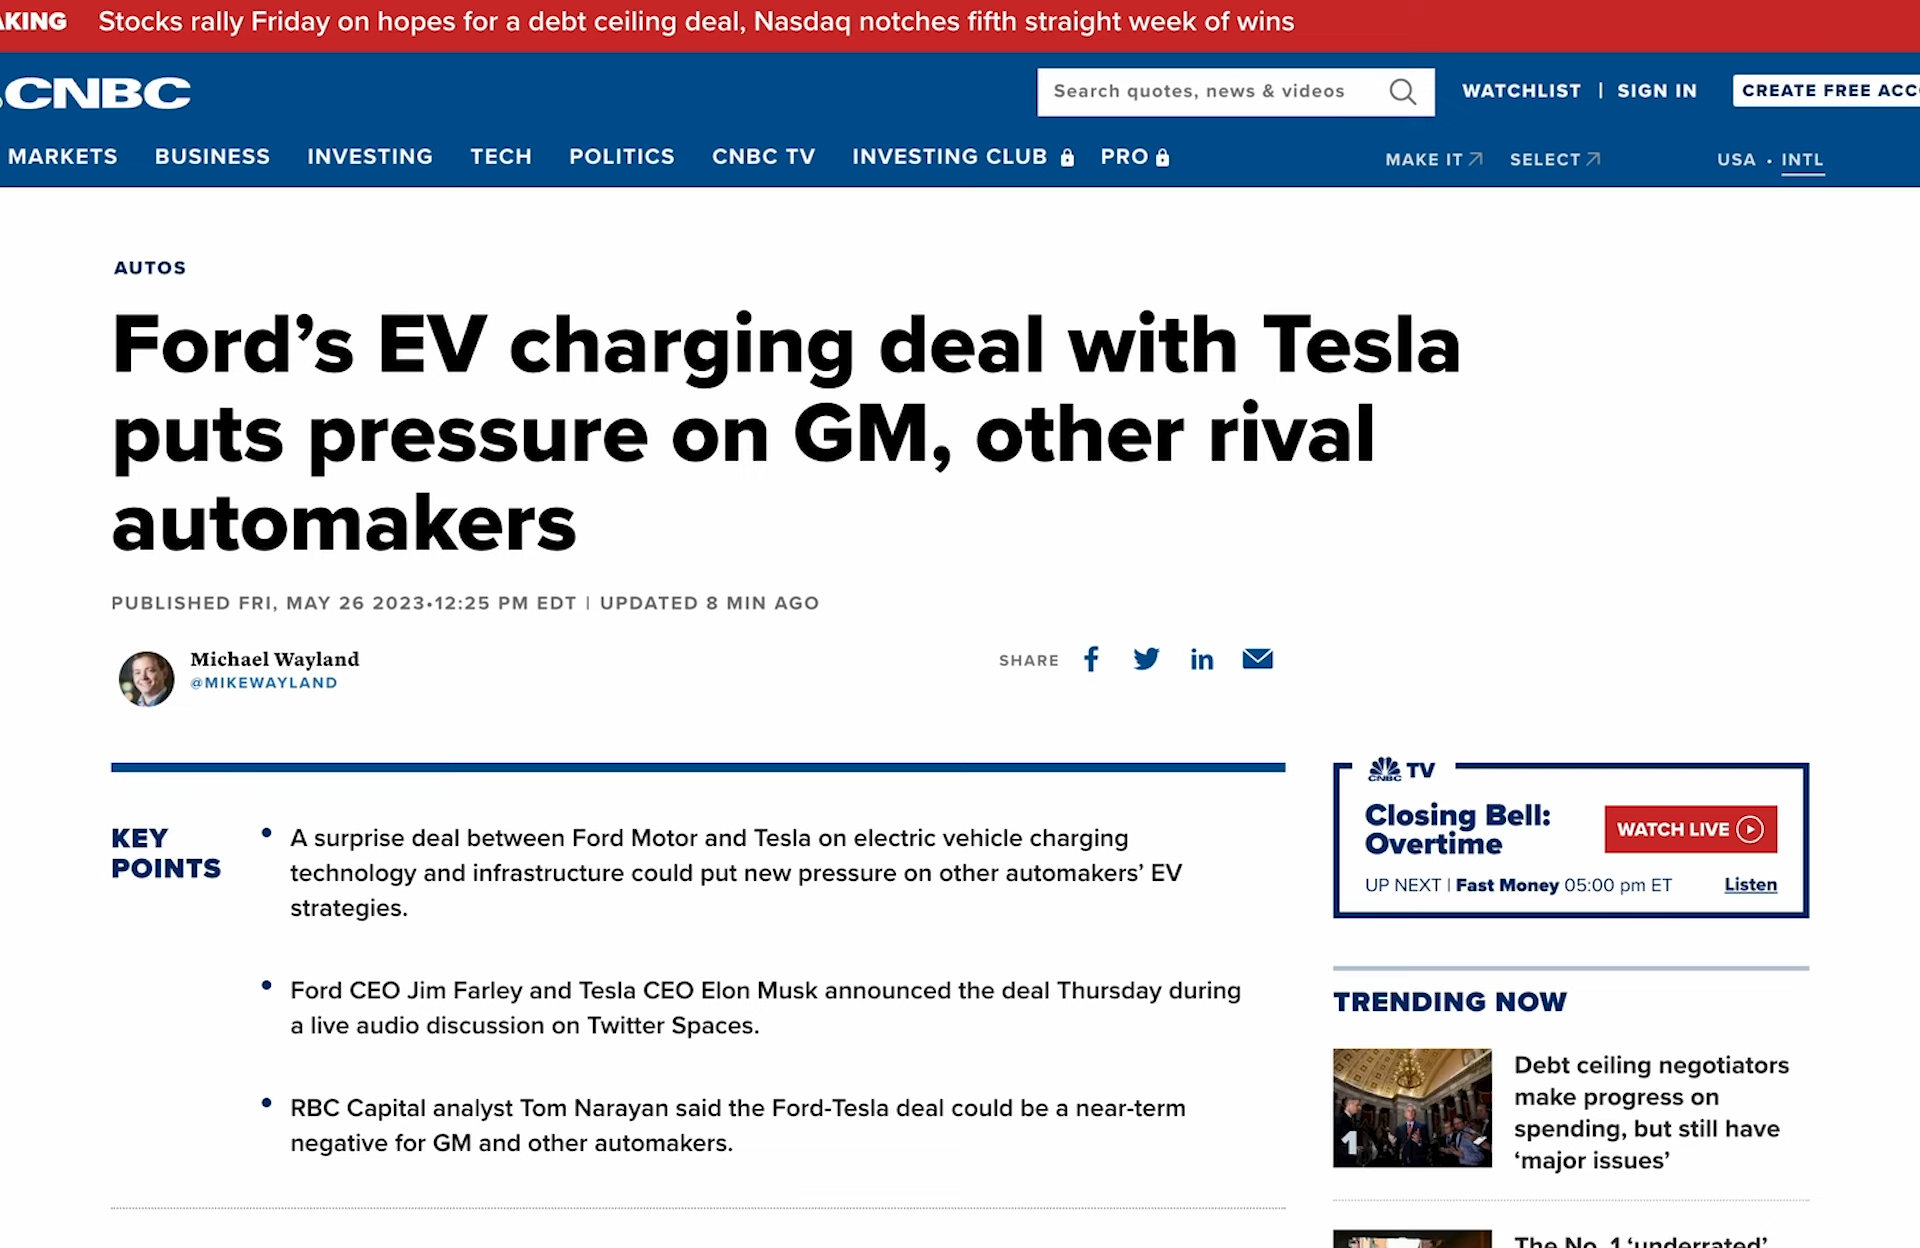 Stocks rally Friday on hopes for a debt ceiling deal, Nasdaq notches fifth straight week of wins
CNBC
Search quotes, news & videos
WATCHLIST | SIGN IN
CREATE FREE
MARKETS BUSINESS INVESTING TECH POLITICS CNBC TV INVESTING CLUB PRO
MAKE IT SELECT USA • INTL
AUTOS
Ford’s EV charging deal with Tesla
puts pressure on GM, other rival
automakers
PUBLISHED FRI, MAY 26 2023•12:25 PM EDT | UPDATED 8 MIN AGO
Michael Wayland
@MIKEWAYLAND
SHARE
KEY
POINTS
• A surprise deal between Ford Motor and Tesla on electric vehicle charging
technology and infrastructure could put new pressure on other automakers’ EV
strategies.
• Ford CEO Jim Farley and Tesla CEO Elon Musk announced the deal Thursday during
a live audio discussion on Twitter Spaces.
• RBC Capital analyst Tom Narayan said the Ford-Tesla deal could be a near-term
negative for GM and other automakers.
CNBC TV
Closing Bell:
Overtime
WATCH LIVE
UP NEXT | Fast Money 05:00 pm ET
Listen
TRENDING NOW
1
Debt ceiling negotiators
make progress on
spending, but still have
‘major issues’
The No. 1 ‘underrated’